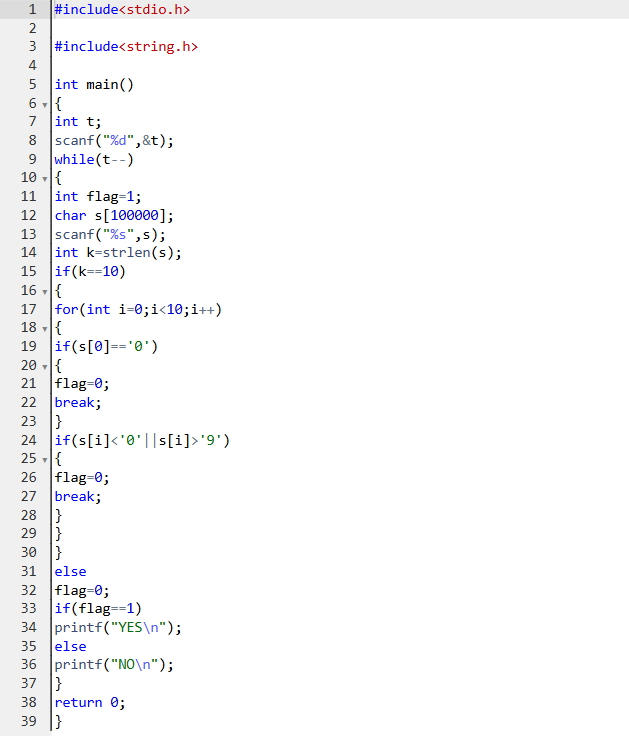 1 #include<stdio.h>
2
3 #include<string.h>
4
5 int main()
6 {
7 int t;
8 scanf("%d",&t);
9 while(t--)
10 {
11 int flag=1;
12 char s[100000];
13 scanf("%s",s);
14 int k=strlen(s);
15 if(k==10)
16 {
17 for(int i=0;i<10;i++)
18 {
19 if(s[0]=='0')
20 {
21 flag=0;
22 break;
23 }
24 if(s[i]<'0'||s[i]>'9')
25 {
26 flag=0;
27 break;
28 }
29 }
30 }
31 else
32 flag=0;
33 if(flag==1)
34 printf("YES\n");
35 else
36 printf("NO\n");
37 }
38 return 0;
39 }